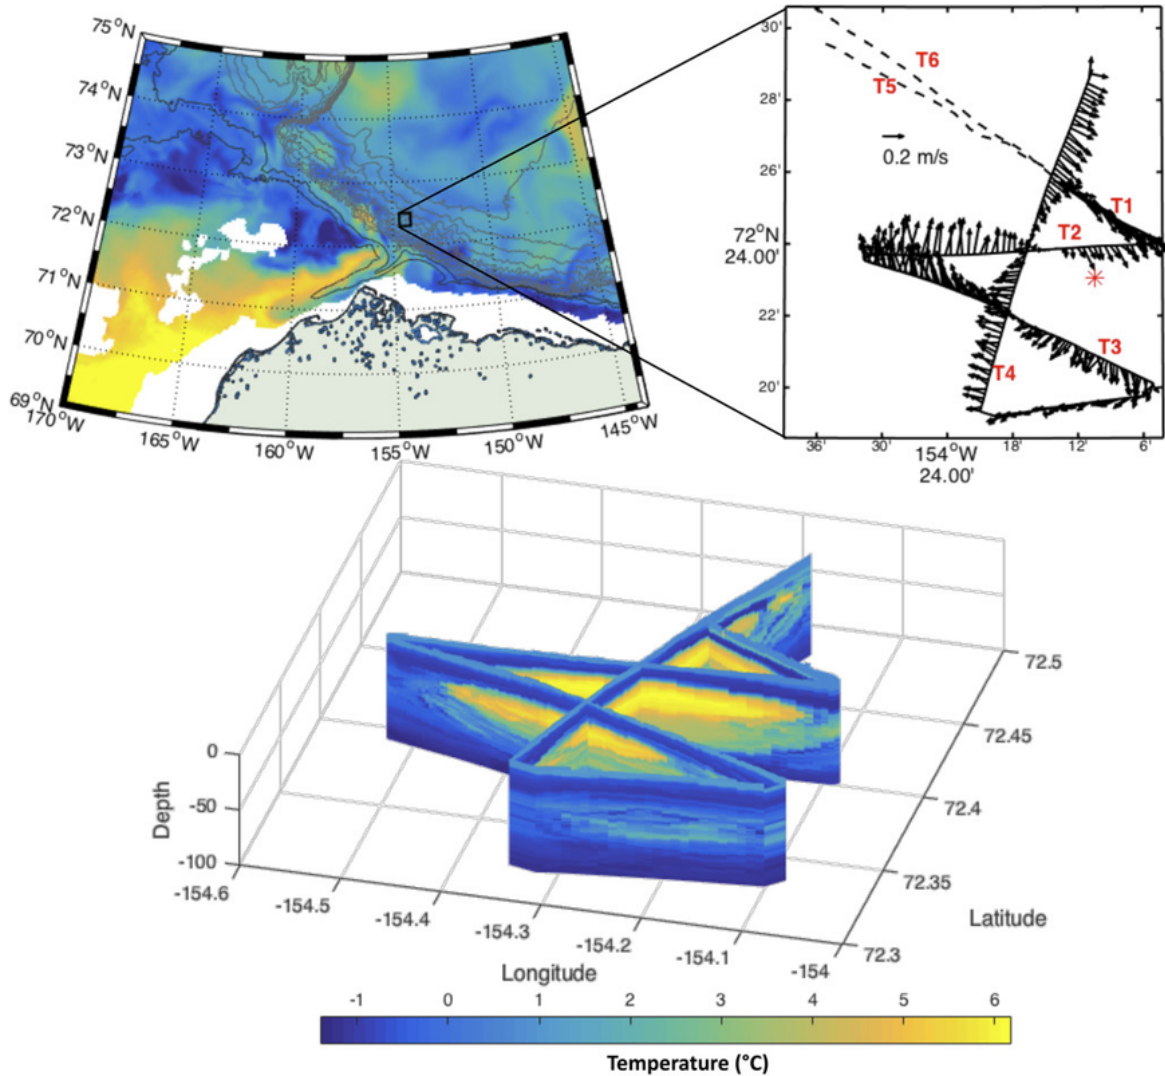 75°N
74°N
73°N
72°N
71°N
70°N
69°N
170°W
165°W
160°W
155°W
150°W
145°W
30'
28'
26'
72°N
24.00'
22'
20'
36'
30'
154°W
24.00'
18'
12'
6'
T6
T5
0.2 m/s
T1
T2
T3
T4
0
-50
-100
Depth
-154.6
-154.5
-154.4
-154.3
-154.2
-154.1
-154
Longitude
72.5
72.45
72.4
72.35
72.3
Latitude
-1
0
1
2
3
4
5
6
Temperature (°C)